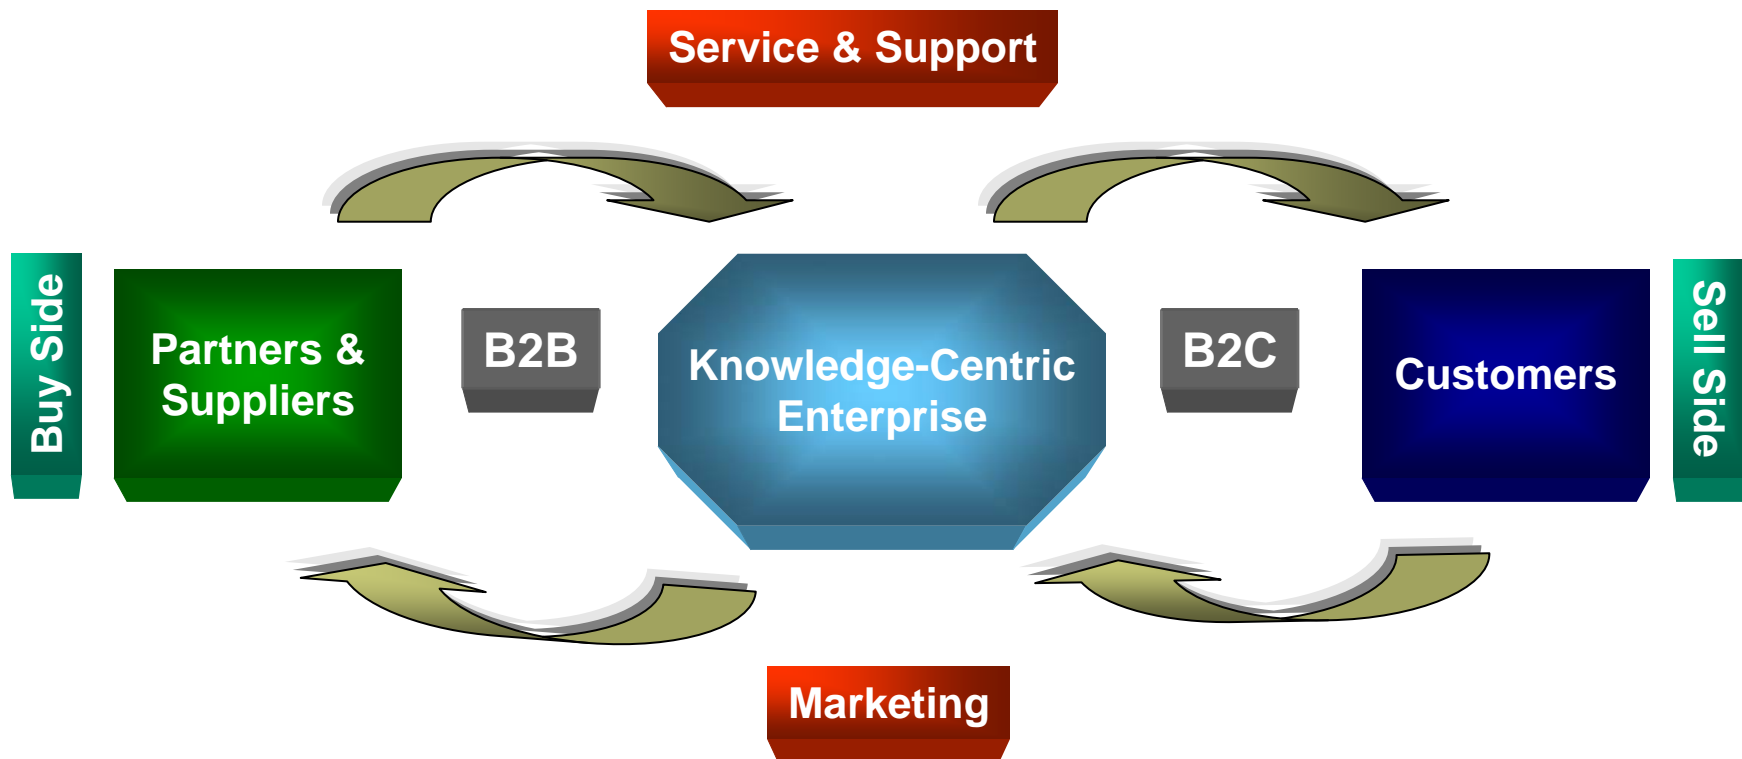 Service & Support
Buy Side
Partners &
Suppliers
B2B
Knowledge-Centric
Enterprise
B2C
Customers
Sell Side
Marketing